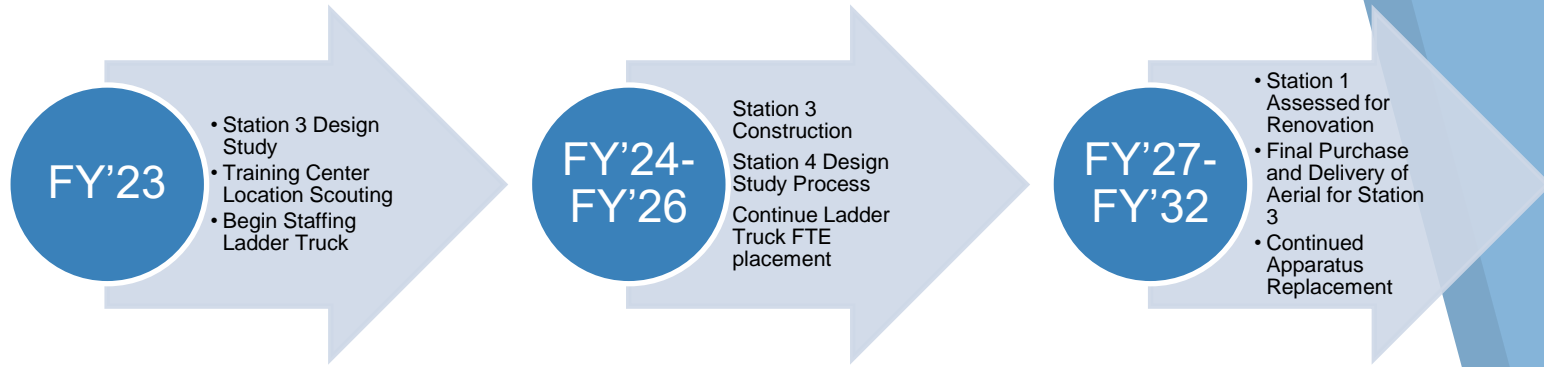 FY’23
• Station 3 Design
Study
• Training Center
Location Scouting
• Begin Staffing
Ladder Truck
FY’24-
FY’26
Station 3
Construction
Station 4 Design
Study Process
Continue Ladder
Truck FTE
placement
FY’27-
FY’32
• Station 1
Assessed for
Renovation
• Final Purchase
and Delivery of
Aerial for Station
3
• Continued
Apparatus
Replacement